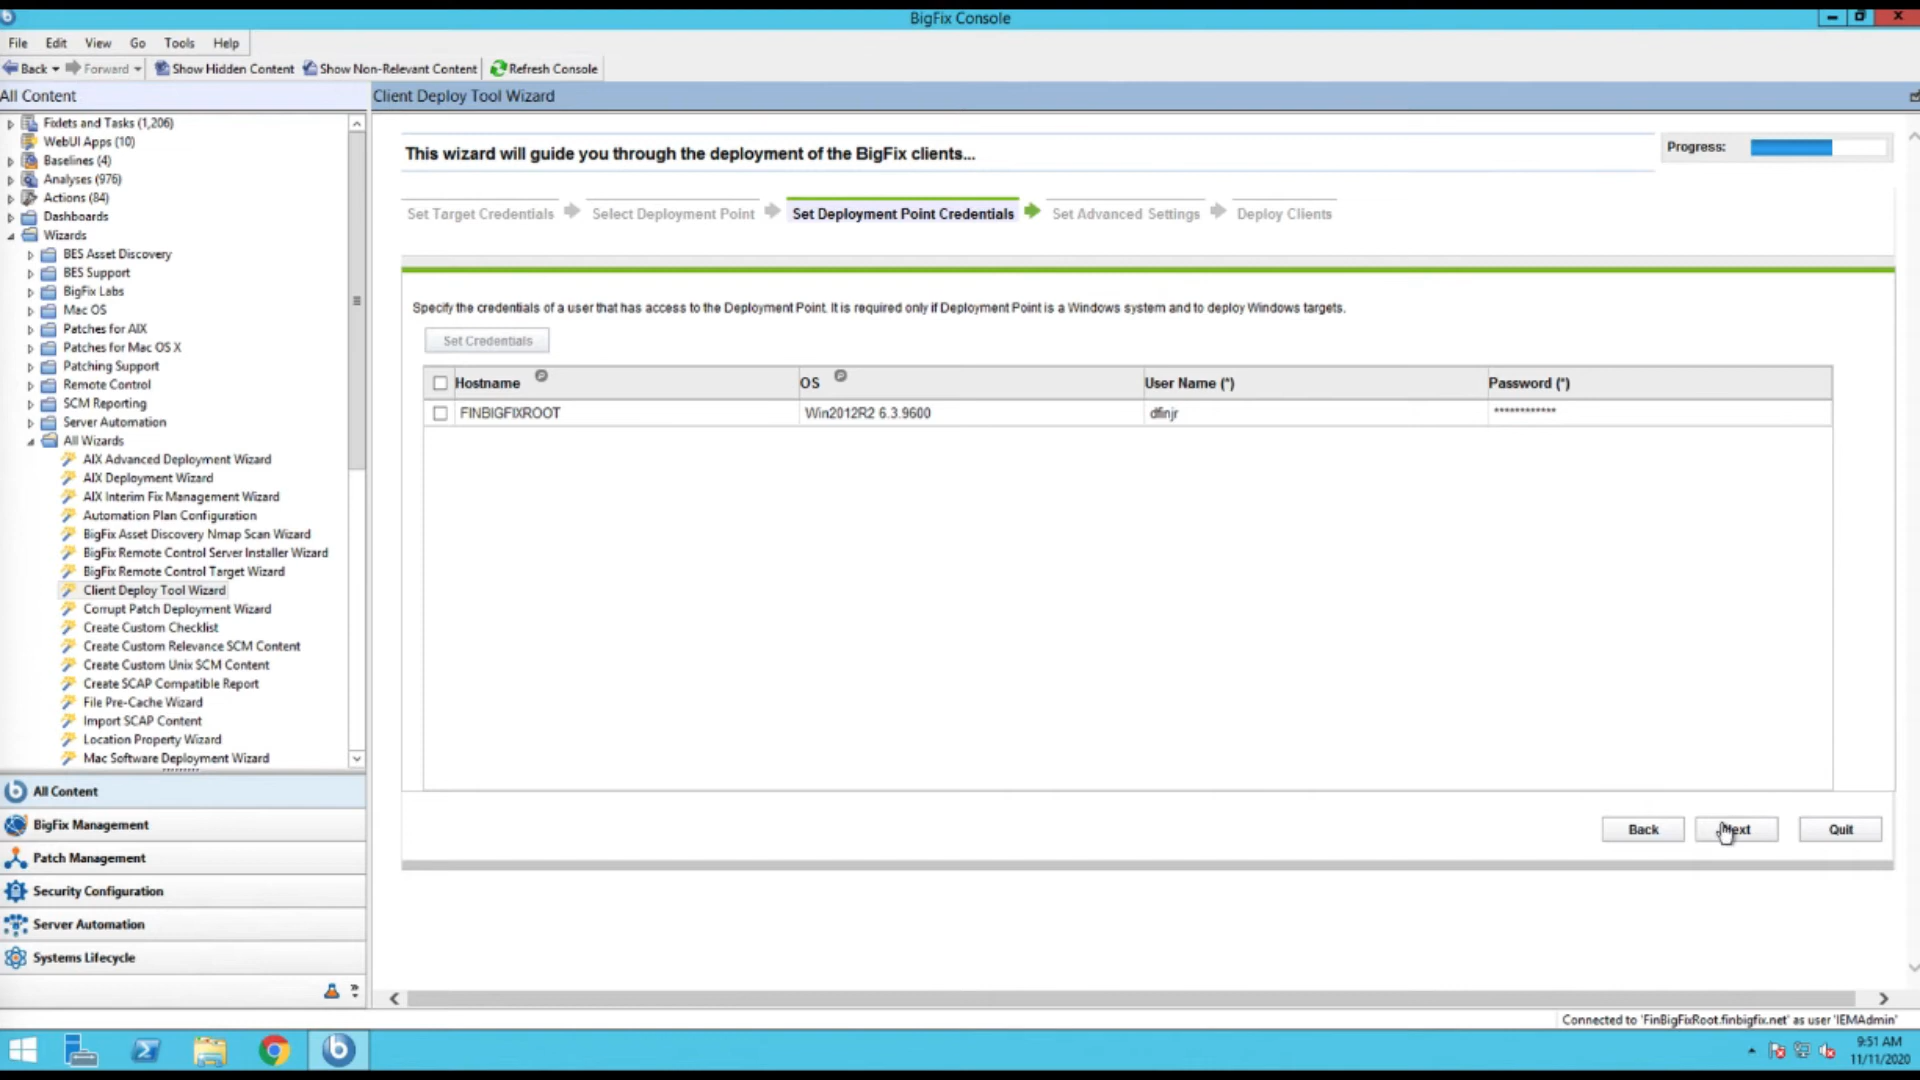 BigFix Console
File Edit View Go Tools Help
Back Forward Show Hidden Content Show Non-Relevant Content Refresh Console
All Content
Client Deploy Tool Wizard
Fixlets and Tasks (1,206)
WebUI Apps (10)
Baselines (4)
Analyses (976)
Actions (84)
Dashboards
Wizards
BES Asset Discovery
BES Support
BigFix Labs
Mac OS
Patches for AIX
Patches for Mac OS X
Patching Support
Remote Control
SCM Reporting
Server Automation
All Wizards
AIX Advanced Deployment Wizard
AIX Deployment Wizard
AIX Interim Fix Management Wizard
Automation Plan Configuration
BigFix Asset Discovery Nmap Scan Wizard
BigFix Remote Control Server Installer Wizard
BigFix Remote Control Target Wizard
Client Deploy Tool Wizard
Corrupt Patch Deployment Wizard
Create Custom Checklist
Create Custom Relevance SCM Content
Create Custom Unix SCM Content
Create SCAP Compatible Report
File Pre-Cache Wizard
Import SCAP Content
Location Property Wizard
Mac Software Deployment Wizard
All Content
BigFix Management
Patch Management
Security Configuration
Server Automation
Systems Lifecycle
This wizard will guide you through the deployment of the BigFix clients...
Progress:
Set Target Credentials Select Deployment Point Set Deployment Point Credentials Set Advanced Settings Deploy Clients
Specify the credentials of a user that has access to the Deployment Point. It is required only if Deployment Point is a Windows system and to deploy Windows targets.
Set Credentials
Hostname OS User Name (*) Password (*)
FINBIGFIXROOT Win2012R2 6.3.9600 dfinjr ************
Back Next Quit
Connected to 'FinBigFixRoot.finbigfix.net' as user 'IEMAdmin'
9:51 AM
11/11/2020